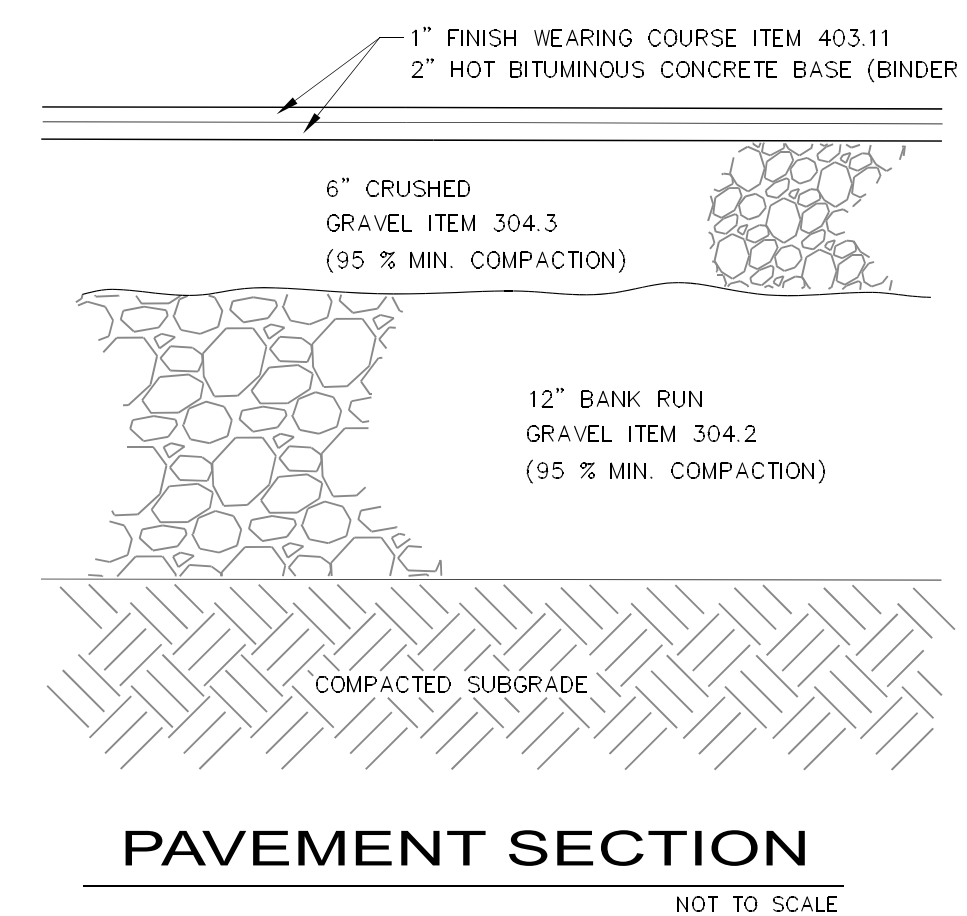 1” FINISH WEARING COURSE ITEM 403.11
2” HOT BITUMINOUS CONCRETE BASE (BINDER
6” CRUSHED
GRAVEL ITEM 304.3
(95 % MIN. COMPACTION)
12” BANK RUN
GRAVEL ITEM 304.2
(95 % MIN. COMPACTION)
COMPACTED SUBGRADE
PAVEMENT SECTION
NOT TO SCALE